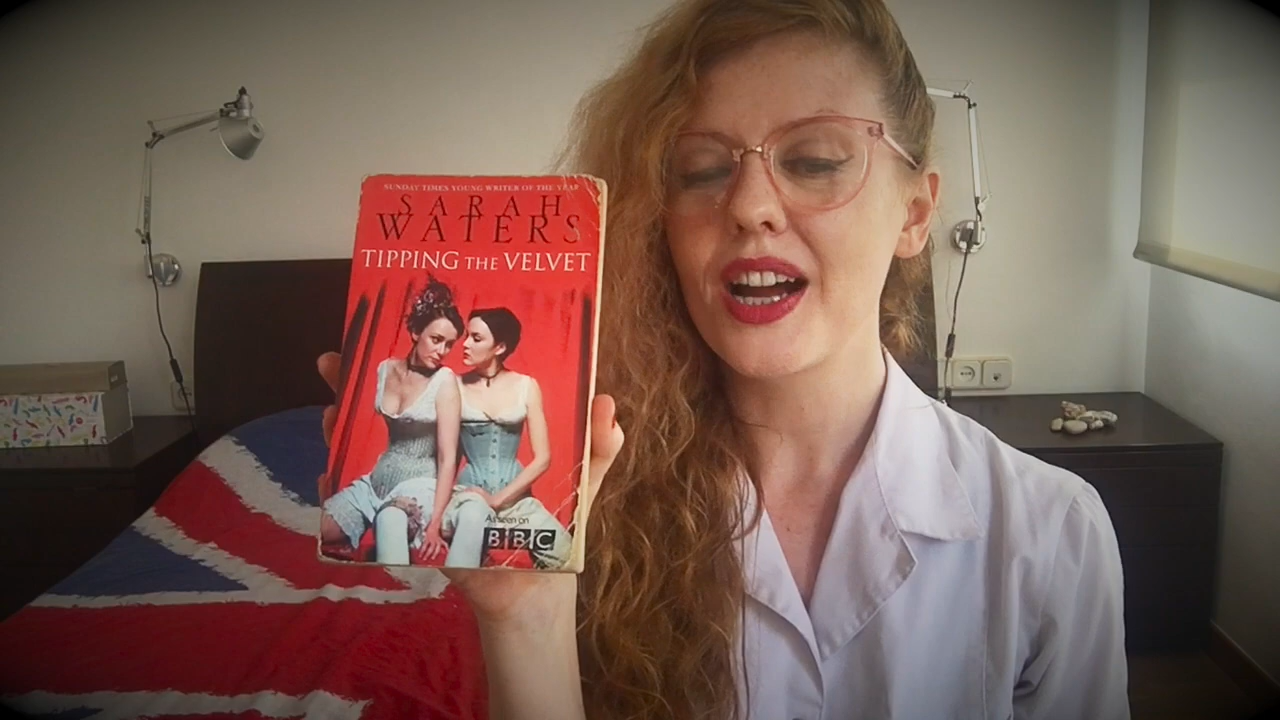 SUNDAY TIMES YOUNG WRITER OF THE YEAR
SARAH
WATERS
TIPPING THE VELVET
As seen on
BBC